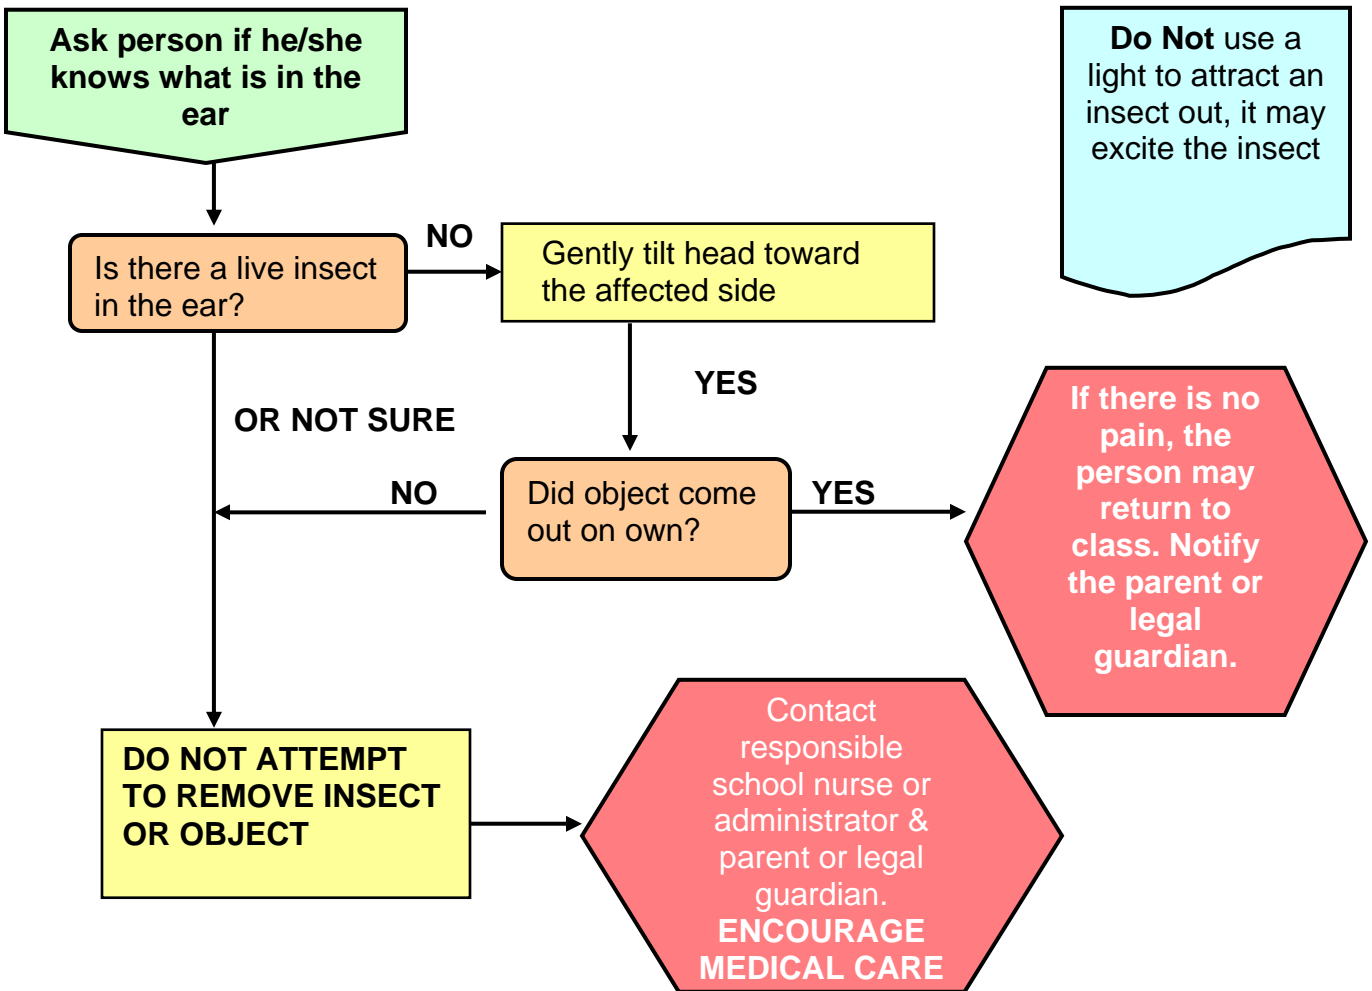 Ask person if he/she
knows what is in the
ear
Do Not use a
light to attract an
insect out, it may
excite the insect
NO
Is there a live insect
in the ear?
Gently tilt head toward
the affected side
YES
OR NOT SURE
If there is no
pain, the
person may
return to
class. Notify
the parent or
legal
guardian.
NO
Did object come
out on own?
YES
DO NOT ATTEMPT
TO REMOVE INSECT
OR OBJECT
Contact
responsible
school nurse or
administrator &
parent or legal
guardian.
ENCOURAGE
MEDICAL CARE